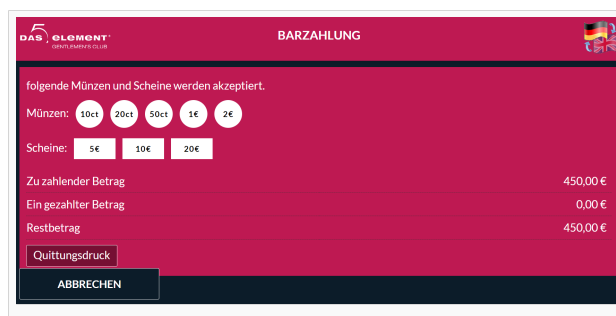 DAS 5. ELEMENT
GENTLEMEN'S CLUB
BARZAHLUNG
folgende Münzen und Scheine werden akzeptiert.
Münzen: 10ct 20ct 50ct 1€ 2€
Scheine: 5€ 10€ 20€
Zu zahlender Betrag 450,00 €
Ein gezahlter Betrag 0,00 €
Restbetrag 450,00 €
Quittungsdruck
ABBRECHEN